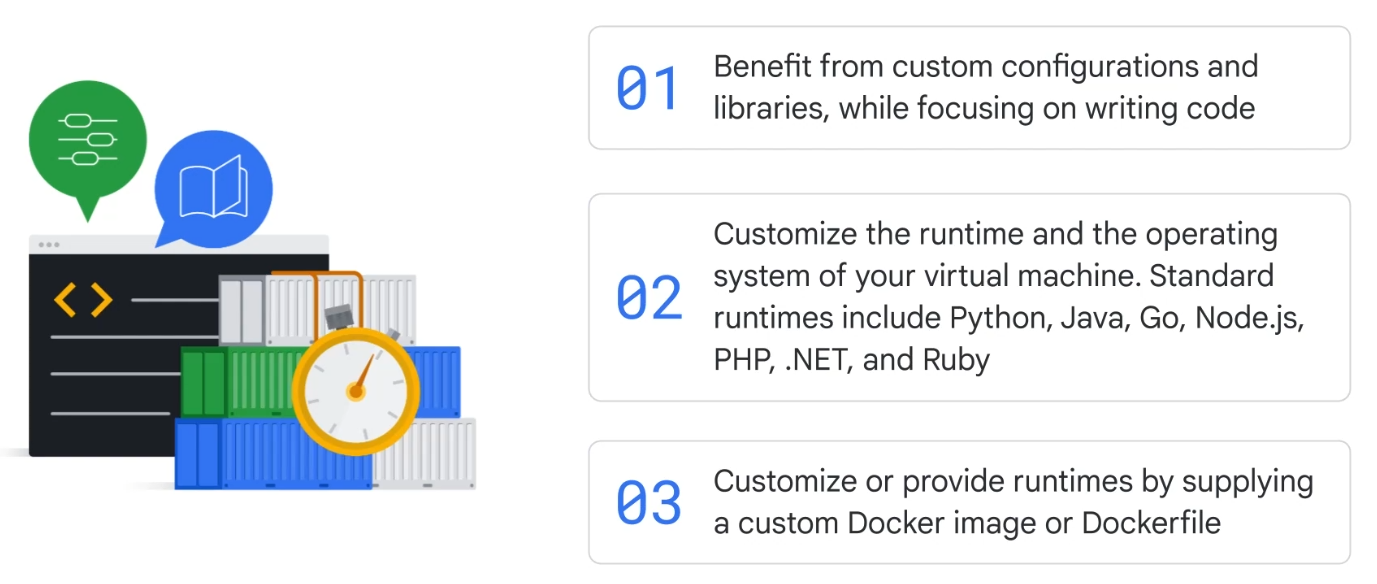 01
Benefit from custom configurations and
libraries, while focusing on writing code
02
Customize the runtime and the operating
system of your virtual machine. Standard
runtimes include Python, Java, Go, Node.js,
PHP, .NET, and Ruby
03
Customize or provide runtimes by supplying
a custom Docker image or Dockerfile